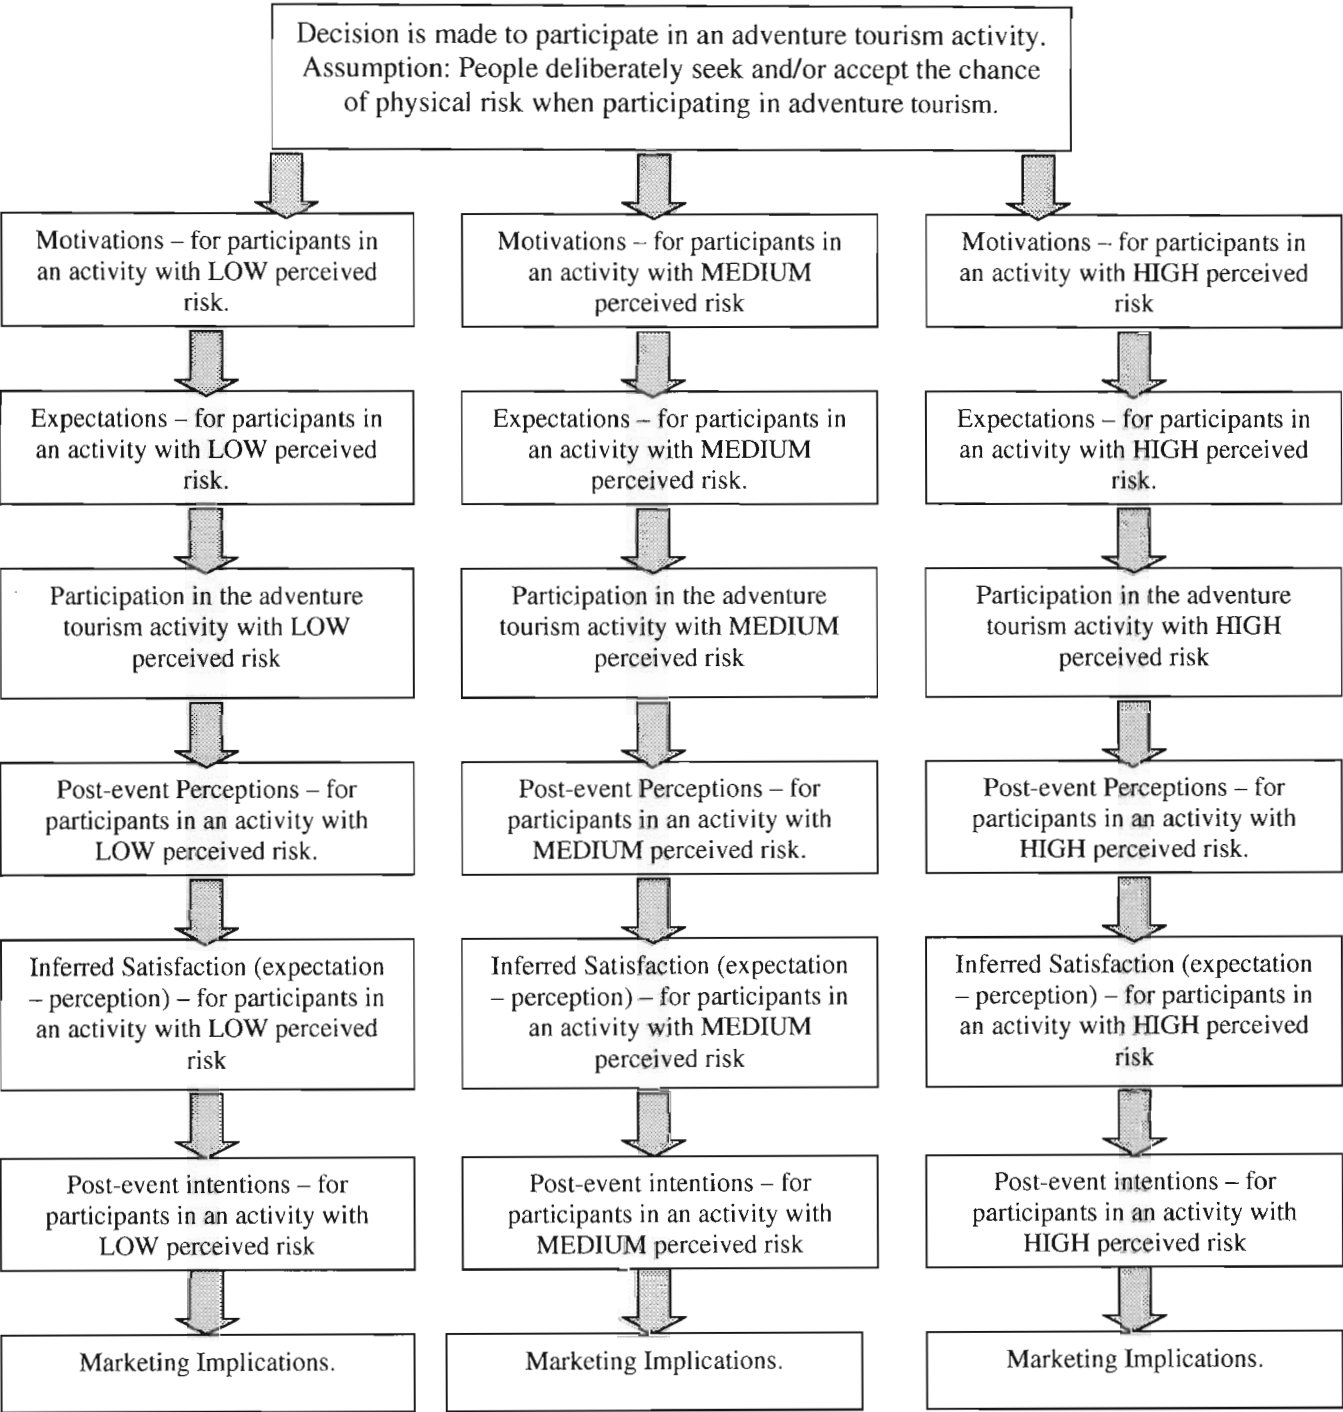 Decision is made to participate in an adventure tourism activity.
Assumption: People deliberately seek and/or accept the chance
of physical risk when participating in adventure tourism.
Motivations – for participants in
an activity with LOW perceived
risk.
Motivations – for participants in
an activity with MEDIUM
perceived risk
Motivations – for participants in
an activity with HIGH perceived
risk
Expectations – for participants in
an activity with LOW perceived
risk.
Expectations – for participants in
an activity with MEDIUM
perceived risk.
Expectations – for participants in
an activity with HIGH perceived
risk.
Participation in the adventure
tourism activity with LOW
perceived risk
Participation in the adventure
tourism activity with MEDIUM
perceived risk
Participation in the adventure
tourism activity with HIGH
perceived risk
Post-event Perceptions – for
participants in an activity with
LOW perceived risk.
Post-event Perceptions – for
participants in an activity with
MEDIUM perceived risk.
Post-event Perceptions – for
participants in an activity with
HIGH perceived risk.
Inferred Satisfaction (expectation
– perception) – for participants in
an activity with LOW perceived
risk
Inferred Satisfaction (expectation
– perception) – for participants in
an activity with MEDIUM
perceived risk
Inferred Satisfaction (expectation
– perception) – for participants in
an activity with HIGH perceived
risk
Post-event intentions – for
participants in an activity with
LOW perceived risk
Post-event intentions – for
participants in an activity with
MEDIUM perceived risk
Post-event intentions – for
participants in an activity with
HIGH perceived risk
Marketing Implications.
Marketing Implications.
Marketing Implications.